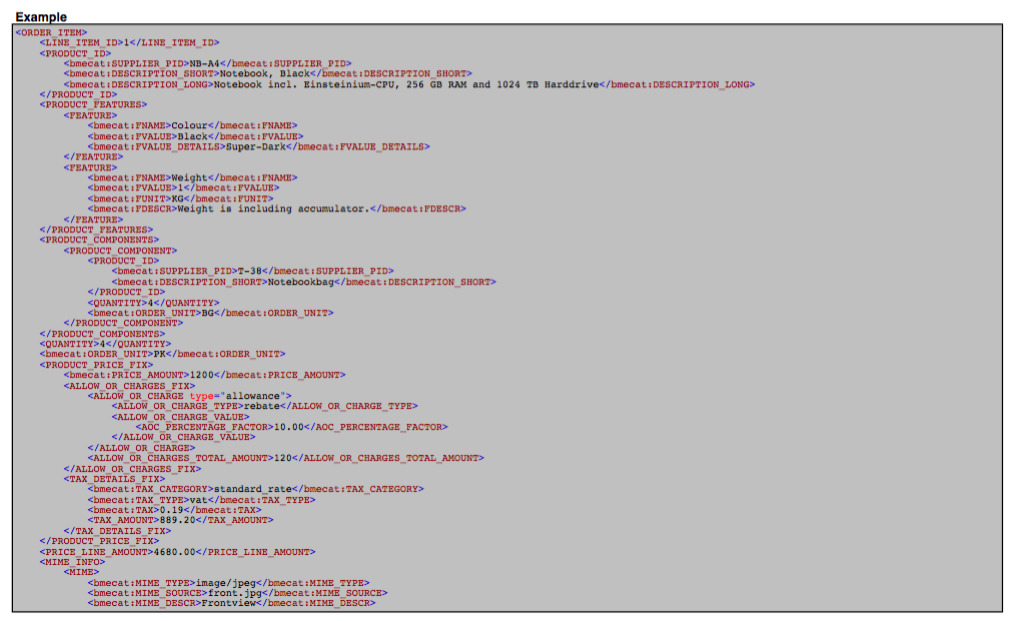 Example
<ORDER_ITEM>
<LINE_ITEM_ID>1</LINE_ITEM_ID>
<PRODUCT_ID>
<bmecat:SUPPLIER_PID>NB-A4</bmecat:SUPPLIER_PID>
<bmecat:DESCRIPTION_SHORT>Notebook, Black</bmecat:DESCRIPTION_SHORT>
<bmecat:DESCRIPTION_LONG>Notebook incl. Einsteinium-CPU, 256 GB RAM and 1024 TB Harddrive</bmecat:DESCRIPTION_LONG>
</PRODUCT_ID>
<PRODUCT_FEATURES>
<FEATURE>
<bmecat:FNAME>Colour</bmecat:FNAME>
<bmecat:FVALUE>Black</bmecat:FVALUE>
<bmecat:FVALUE_DETAILS>Super-Dark</bmecat:FVALUE_DETAILS>
</FEATURE>
<FEATURE>
<bmecat:FNAME>Weight</bmecat:FNAME>
<bmecat:FVALUE>1</bmecat:FVALUE>
<bmecat:FUNIT>KG</bmecat:FUNIT>
<bmecat:FDESCR>Weight is including accumulator.</bmecat:FDESCR>
</FEATURE>
</PRODUCT_FEATURES>
<PRODUCT_COMPONENTS>
<PRODUCT_COMPONENT>
<PRODUCT_ID>
<bmecat:SUPPLIER_PID>T-38</bmecat:SUPPLIER_PID>
<bmecat:DESCRIPTION_SHORT>Notebookbag</bmecat:DESCRIPTION_SHORT>
</PRODUCT_ID>
<QUANTITY>4</QUANTITY>
<bmecat:ORDER_UNIT>BG</bmecat:ORDER_UNIT>
</PRODUCT_COMPONENT>
</PRODUCT_COMPONENTS>
<QUANTITY>4</QUANTITY>
<bmecat:ORDER_UNIT>PK</bmecat:ORDER_UNIT>
<PRODUCT_PRICE_FIX>
<bmecat:PRICE_AMOUNT>1200</bmecat:PRICE_AMOUNT>
<ALLOW_OR_CHARGES_FIX>
<ALLOW_OR_CHARGE type="allowance">
<ALLOW_OR_CHARGE_TYPE>rebate</ALLOW_OR_CHARGE_TYPE>
<ALLOW_OR_CHARGE_VALUE>
<AOC_PERCENTAGE_FACTOR>10.00</AOC_PERCENTAGE_FACTOR>
</ALLOW_OR_CHARGE_VALUE>
</ALLOW_OR_CHARGE>
<ALLOW_OR_CHARGES_TOTAL_AMOUNT>120</ALLOW_OR_CHARGES_TOTAL_AMOUNT>
</ALLOW_OR_CHARGES_FIX>
<TAX_DETAILS_FIX>
<bmecat:TAX_CATEGORY>standard_rate</bmecat:TAX_CATEGORY>
<bmecat:TAX_TYPE>vat</bmecat:TAX_TYPE>
<bmecat:TAX>0.19</bmecat:TAX>
<TAX_AMOUNT>889.20</TAX_AMOUNT>
</TAX_DETAILS_FIX>
</PRODUCT_PRICE_FIX>
<PRICE_LINE_AMOUNT>4680.00</PRICE_LINE_AMOUNT>
<MIME_INFO>
<MIME>
<bmecat:MIME_TYPE>image/jpeg</bmecat:MIME_TYPE>
<bmecat:MIME_SOURCE>front.jpg</bmecat:MIME_SOURCE>
<bmecat:MIME_DESCR>Frontview</bmecat:MIME_DESCR>